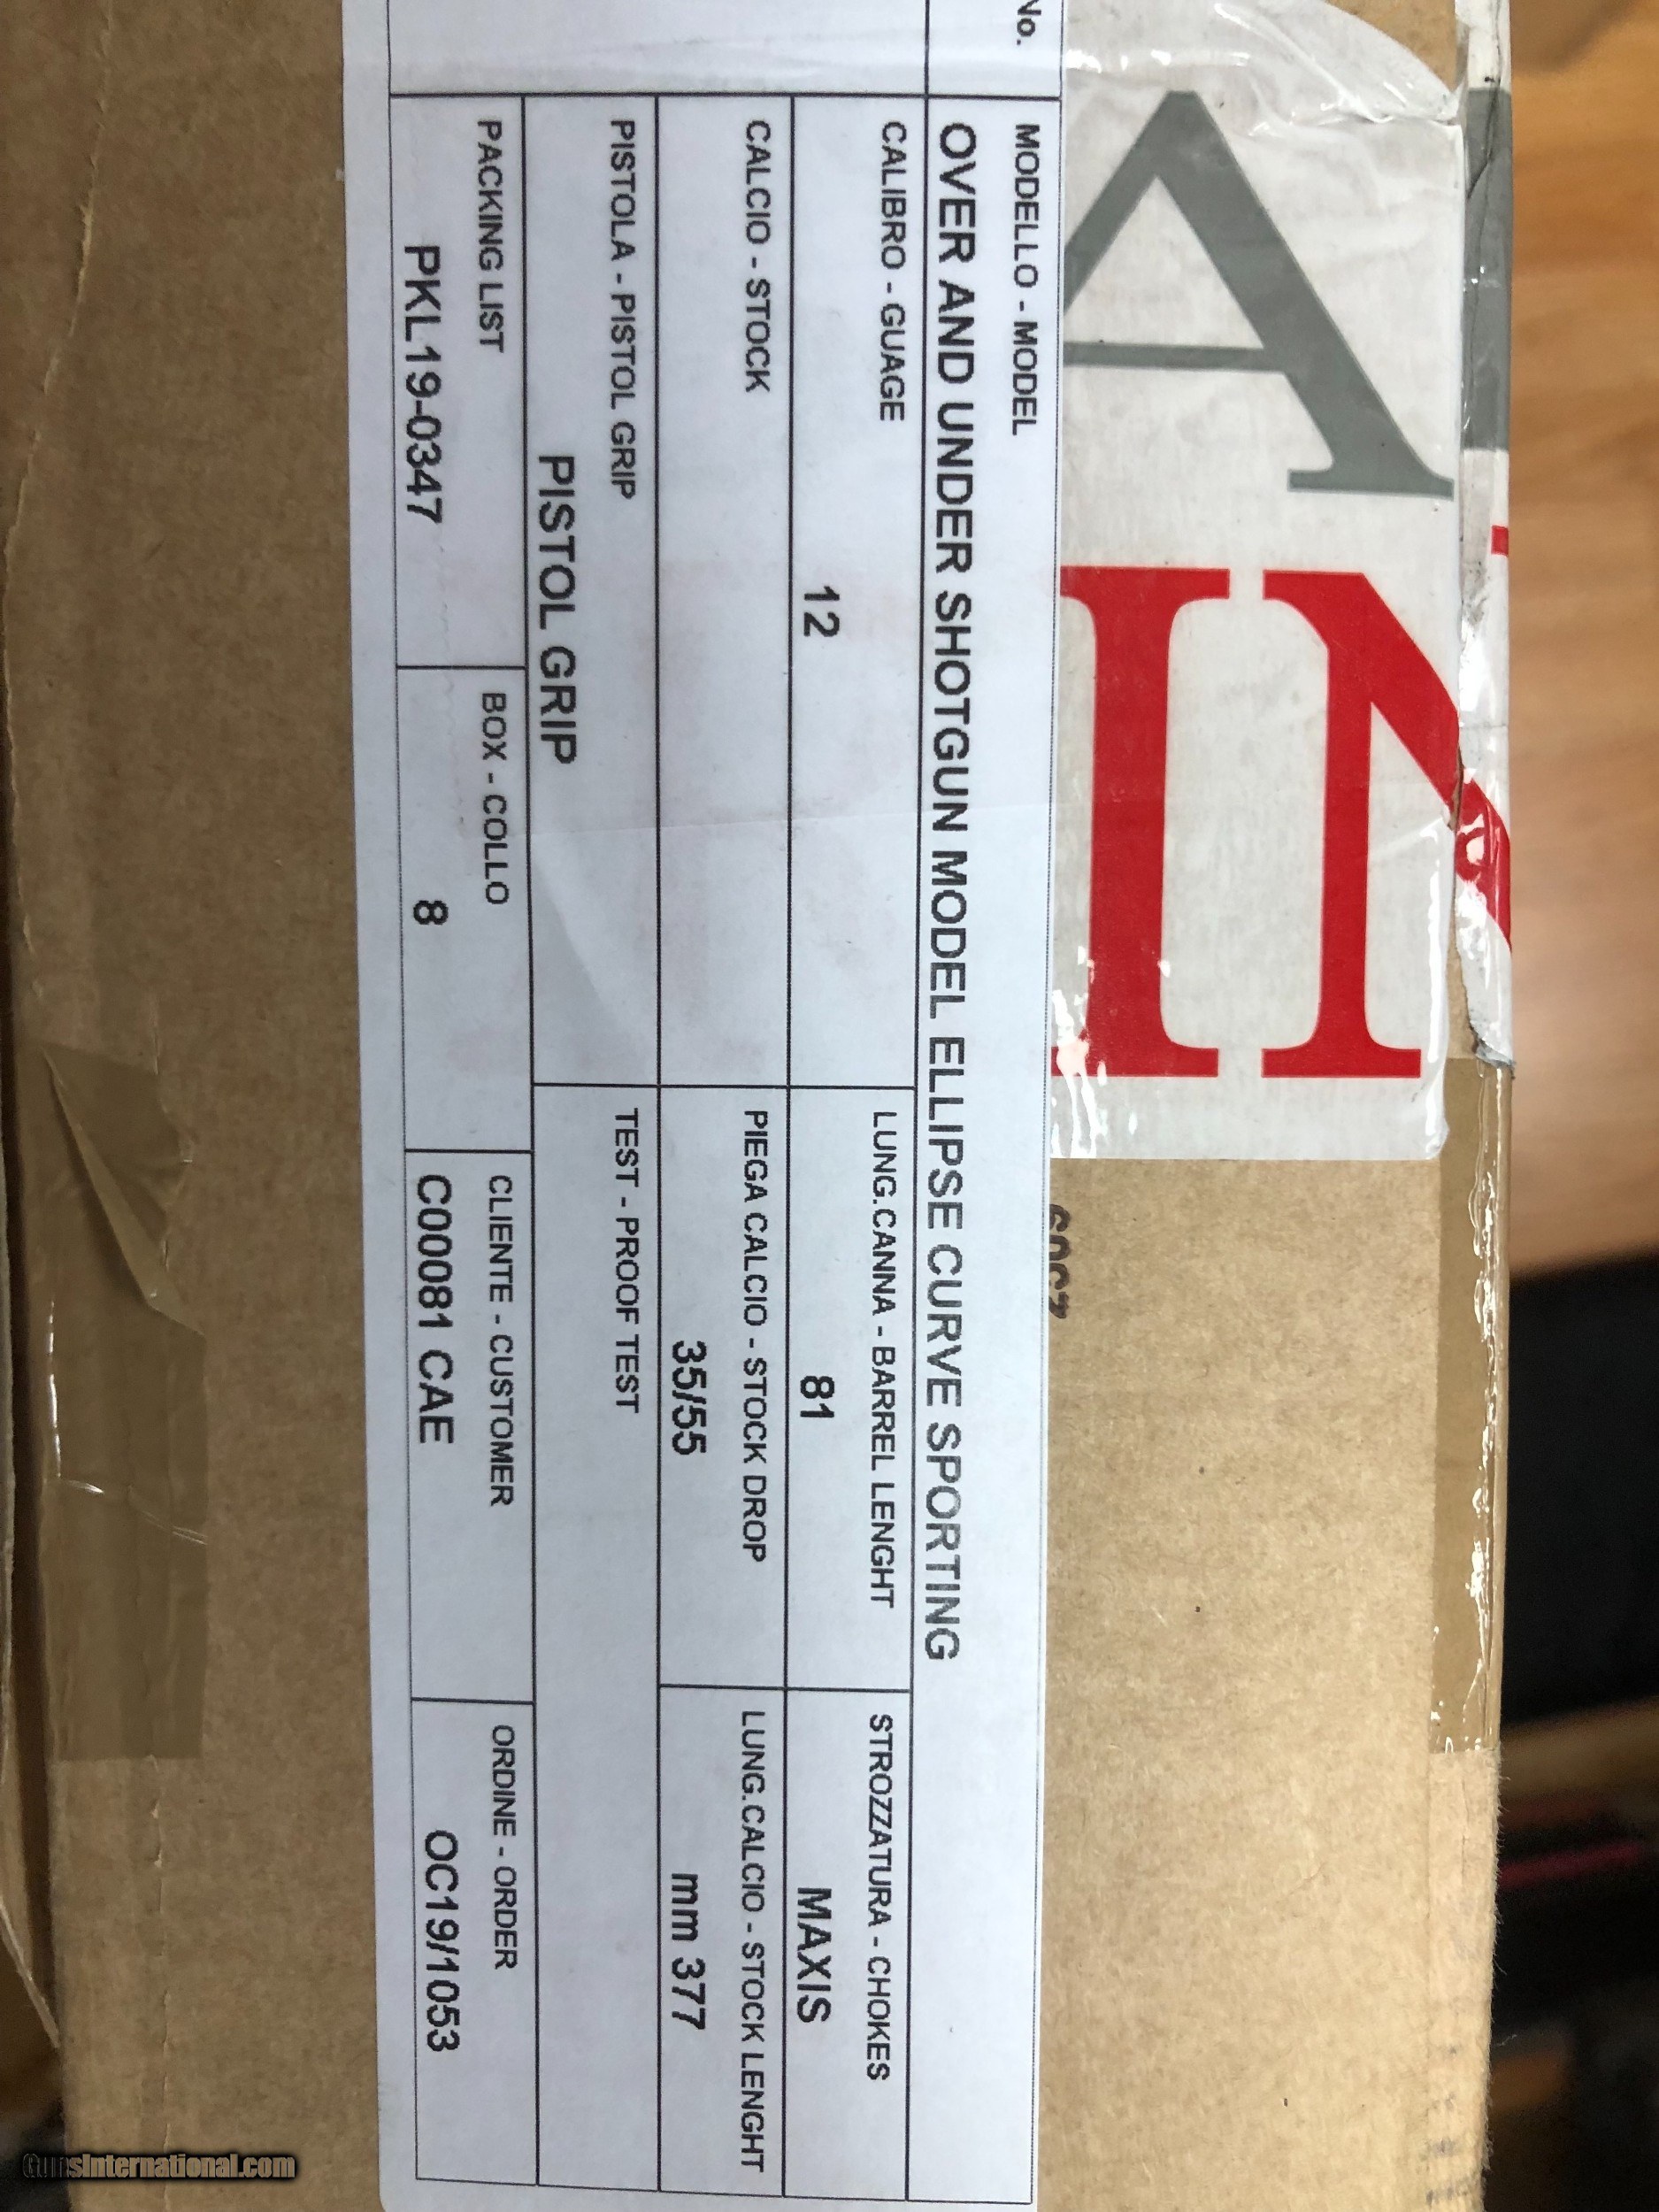 A
IN
No.
MODELLO - MODEL
OVER AND UNDER SHOTGUN MODEL ELLIPSE CURVE SPORTING
CALIBRO - GUAGE
12
LUNG.CANNA - BARREL LENGHT
81
STROZZATURA - CHOKES
MAXIS
CALCIO - STOCK
PIEGA CALCIO - STOCK DROP
35/55
LUNG.CALCIO - STOCK LENGHT
mm 377
PISTOLA - PISTOL GRIP
PISTOL GRIP
TEST - PROOF TEST
PACKING LIST
PKL19-0347
BOX - COLLO
8
CLIENTE - CUSTOMER
C00081 CAE
ORDINE - ORDER
OC19/1053
GunsInternational.com